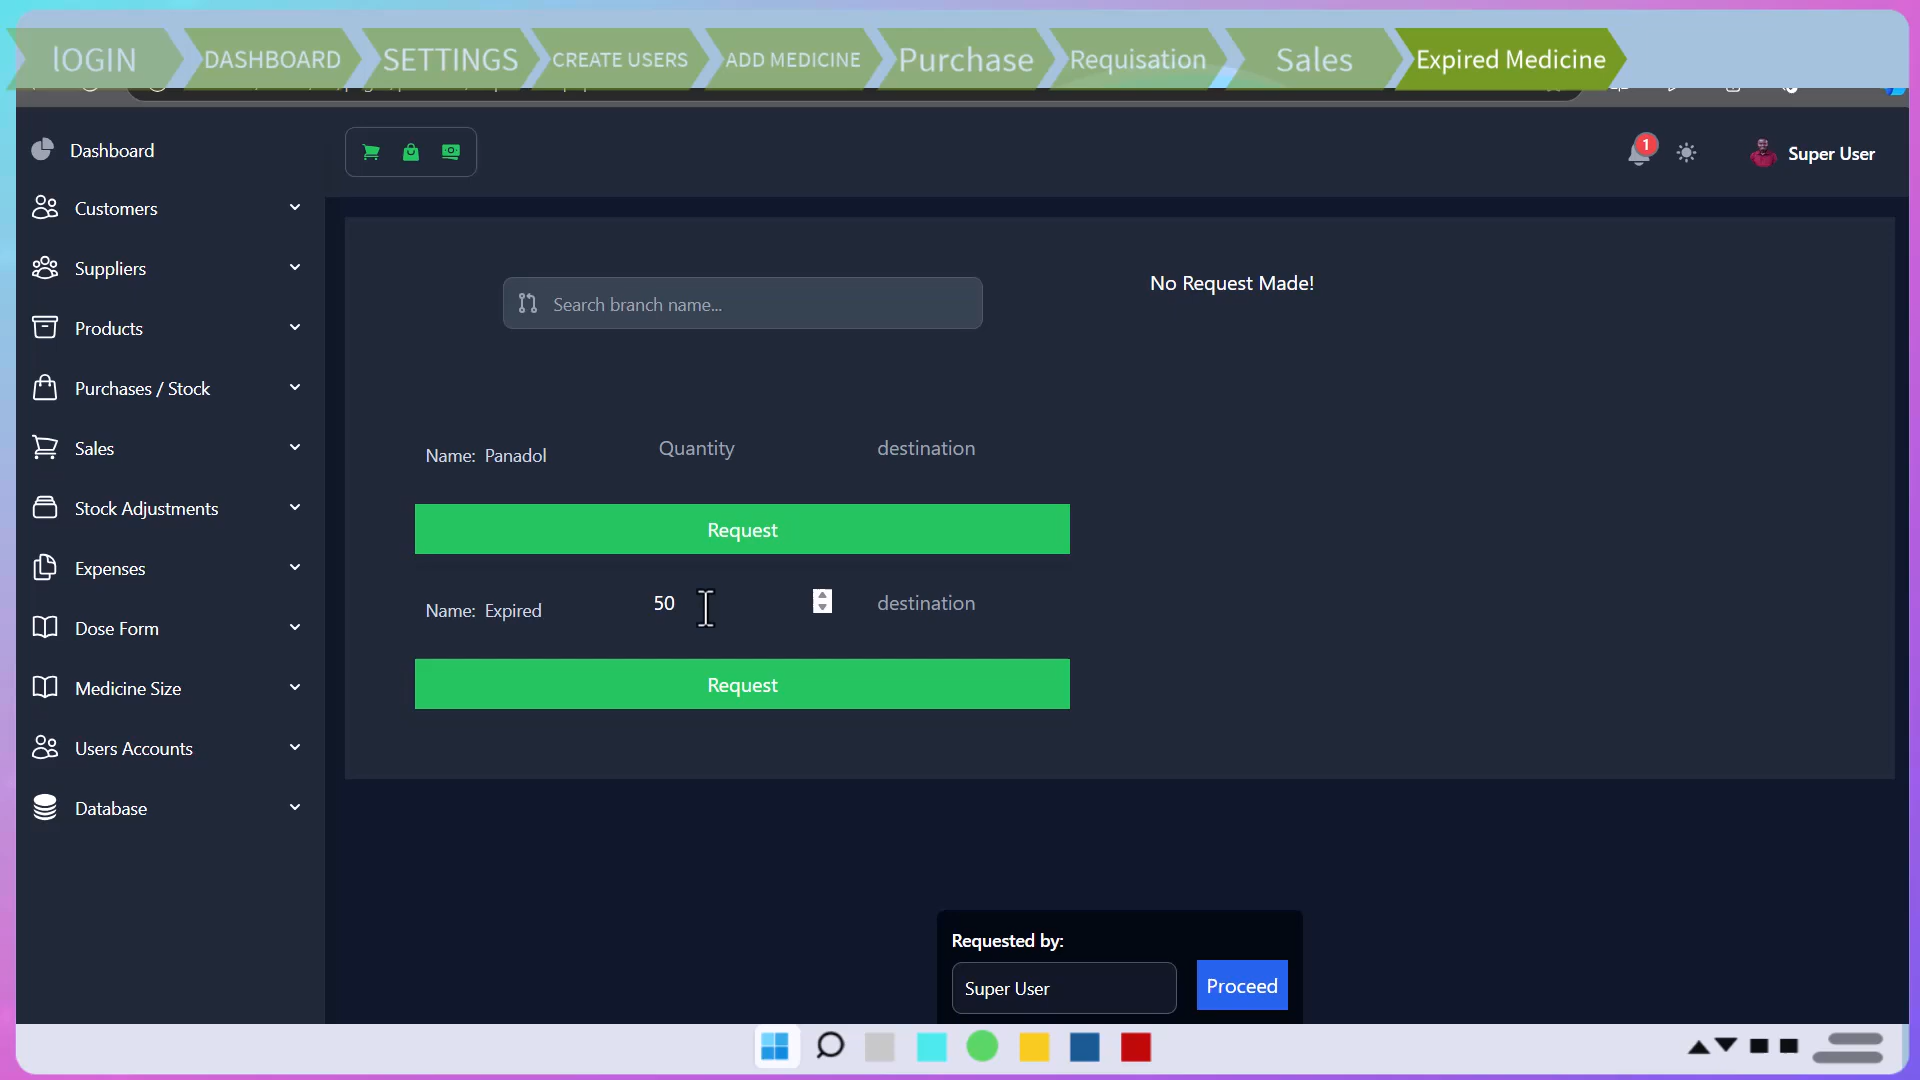 lOGIN
DASHBOARD
SETTINGS
CREATE USERS
ADD MEDICINE
Purchase
Requisation
Sales
Expired Medicine
Dashboard
1
Super User
Customers
Suppliers
Products
Purchases / Stock
Sales
Stock Adjustments
Expenses
Dose Form
Medicine Size
Users Accounts
Database
Search branch name...
No Request Made!
Name: Panadol
Quantity
destination
Request
Name: Expired
50
destination
Request
Requested by:
Super User
Proceed